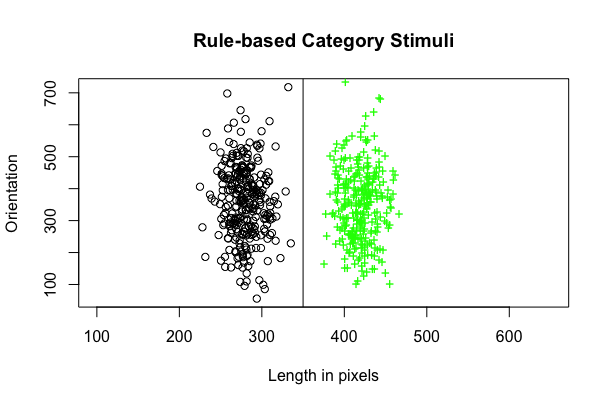 Rule-based Category Stimuli
Orientation
700
500
300
100
100 200 300 400 500 600
Length in pixels